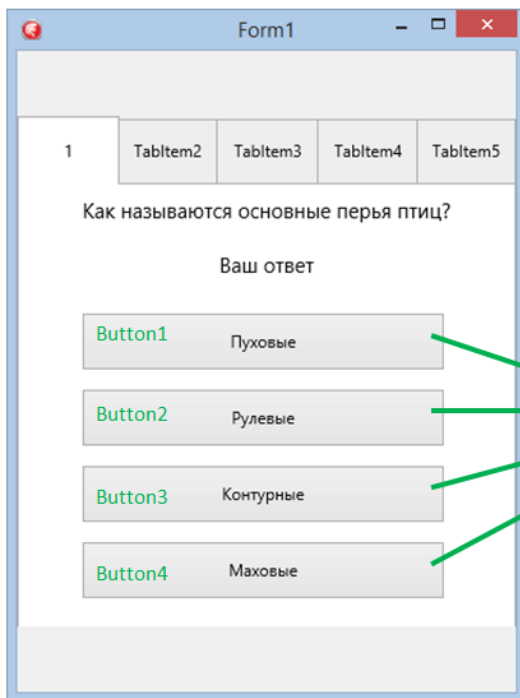 Form1
1 TabItem2 TabItem3 TabItem4 TabItem5
Как называются основные перья птиц?
Ваш ответ
Button1 Пуховые
Button2 Рулевые
Button3 Контурные
Button4 Маховые